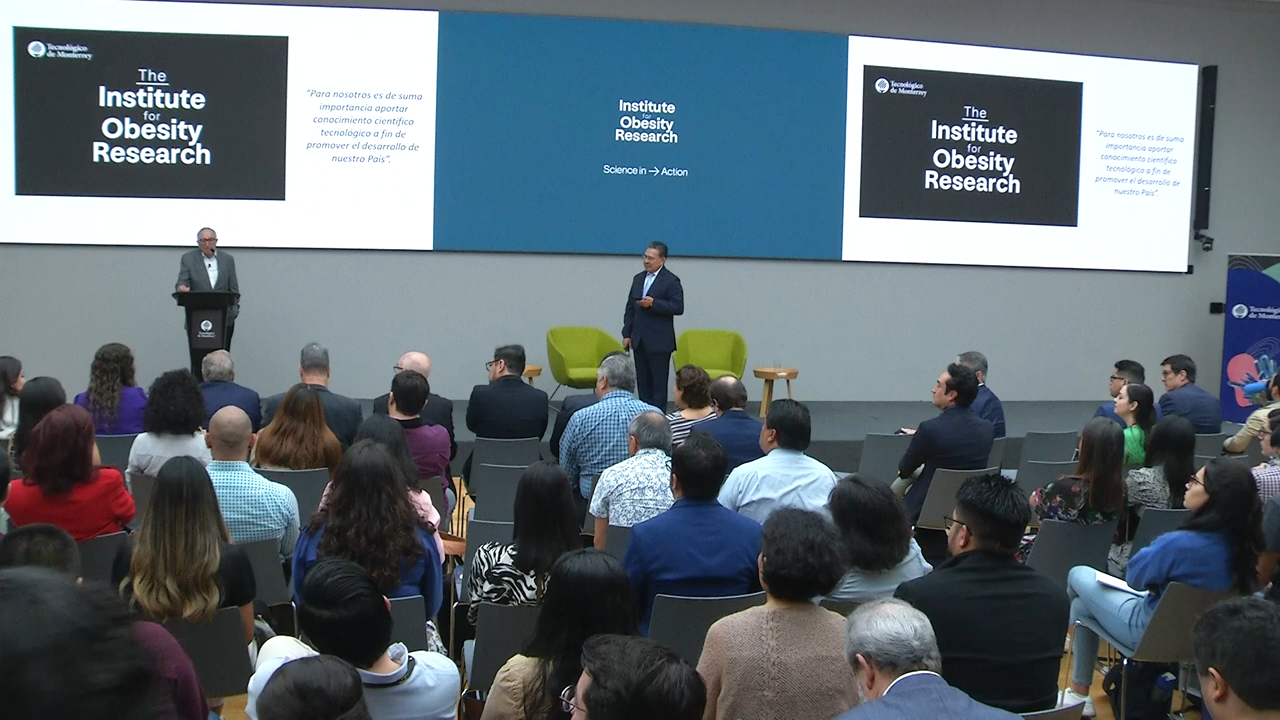 Tecnológico
de Monterrey
The
Institute
for
Obesity
Research
"Para nosotros es de suma
importancia aportar
conocimiento científico
tecnológico a fin de
promover el desarrollo de
nuestro País".
Institute
for
Obesity
Research
Science in → Action
Tecnológico
de Monterrey
The
Institute
for
Obesity
Research
"Para nosotros es de suma
importancia aportar
conocimiento científico
tecnológico a fin de
promover el desarrollo de
nuestro País".
Tecnológico
de Monterrey